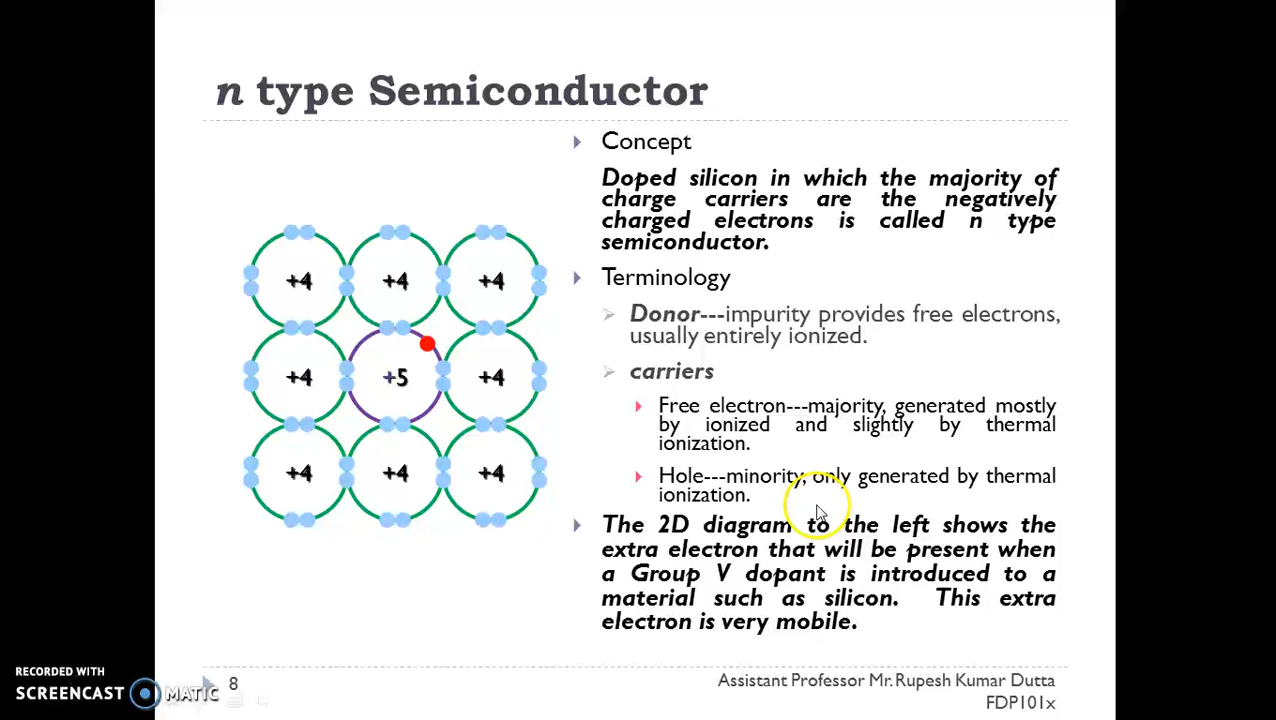 n type Semiconductor
Concept
Doped silicon in which the majority of
charge carriers are the negatively
charged electrons is called n type
semiconductor.
Terminology
Donor---impurity provides free electrons,
usually entirely ionized.
carriers
Free electron---majority, generated mostly
by ionized and slightly by thermal
ionization.
Hole---minority, only generated by thermal
ionization.
The 2D diagram to the left shows the
extra electron that will be present when
a Group V dopant is introduced to a
material such as silicon. This extra
electron is very mobile.
+4 +4 +4
+4 +5 +4
+4 +4 +4
RECORDED WITH
SCREENCAST MATIC
8
Assistant Professor Mr. Rupesh Kumar Dutta
FDP101x